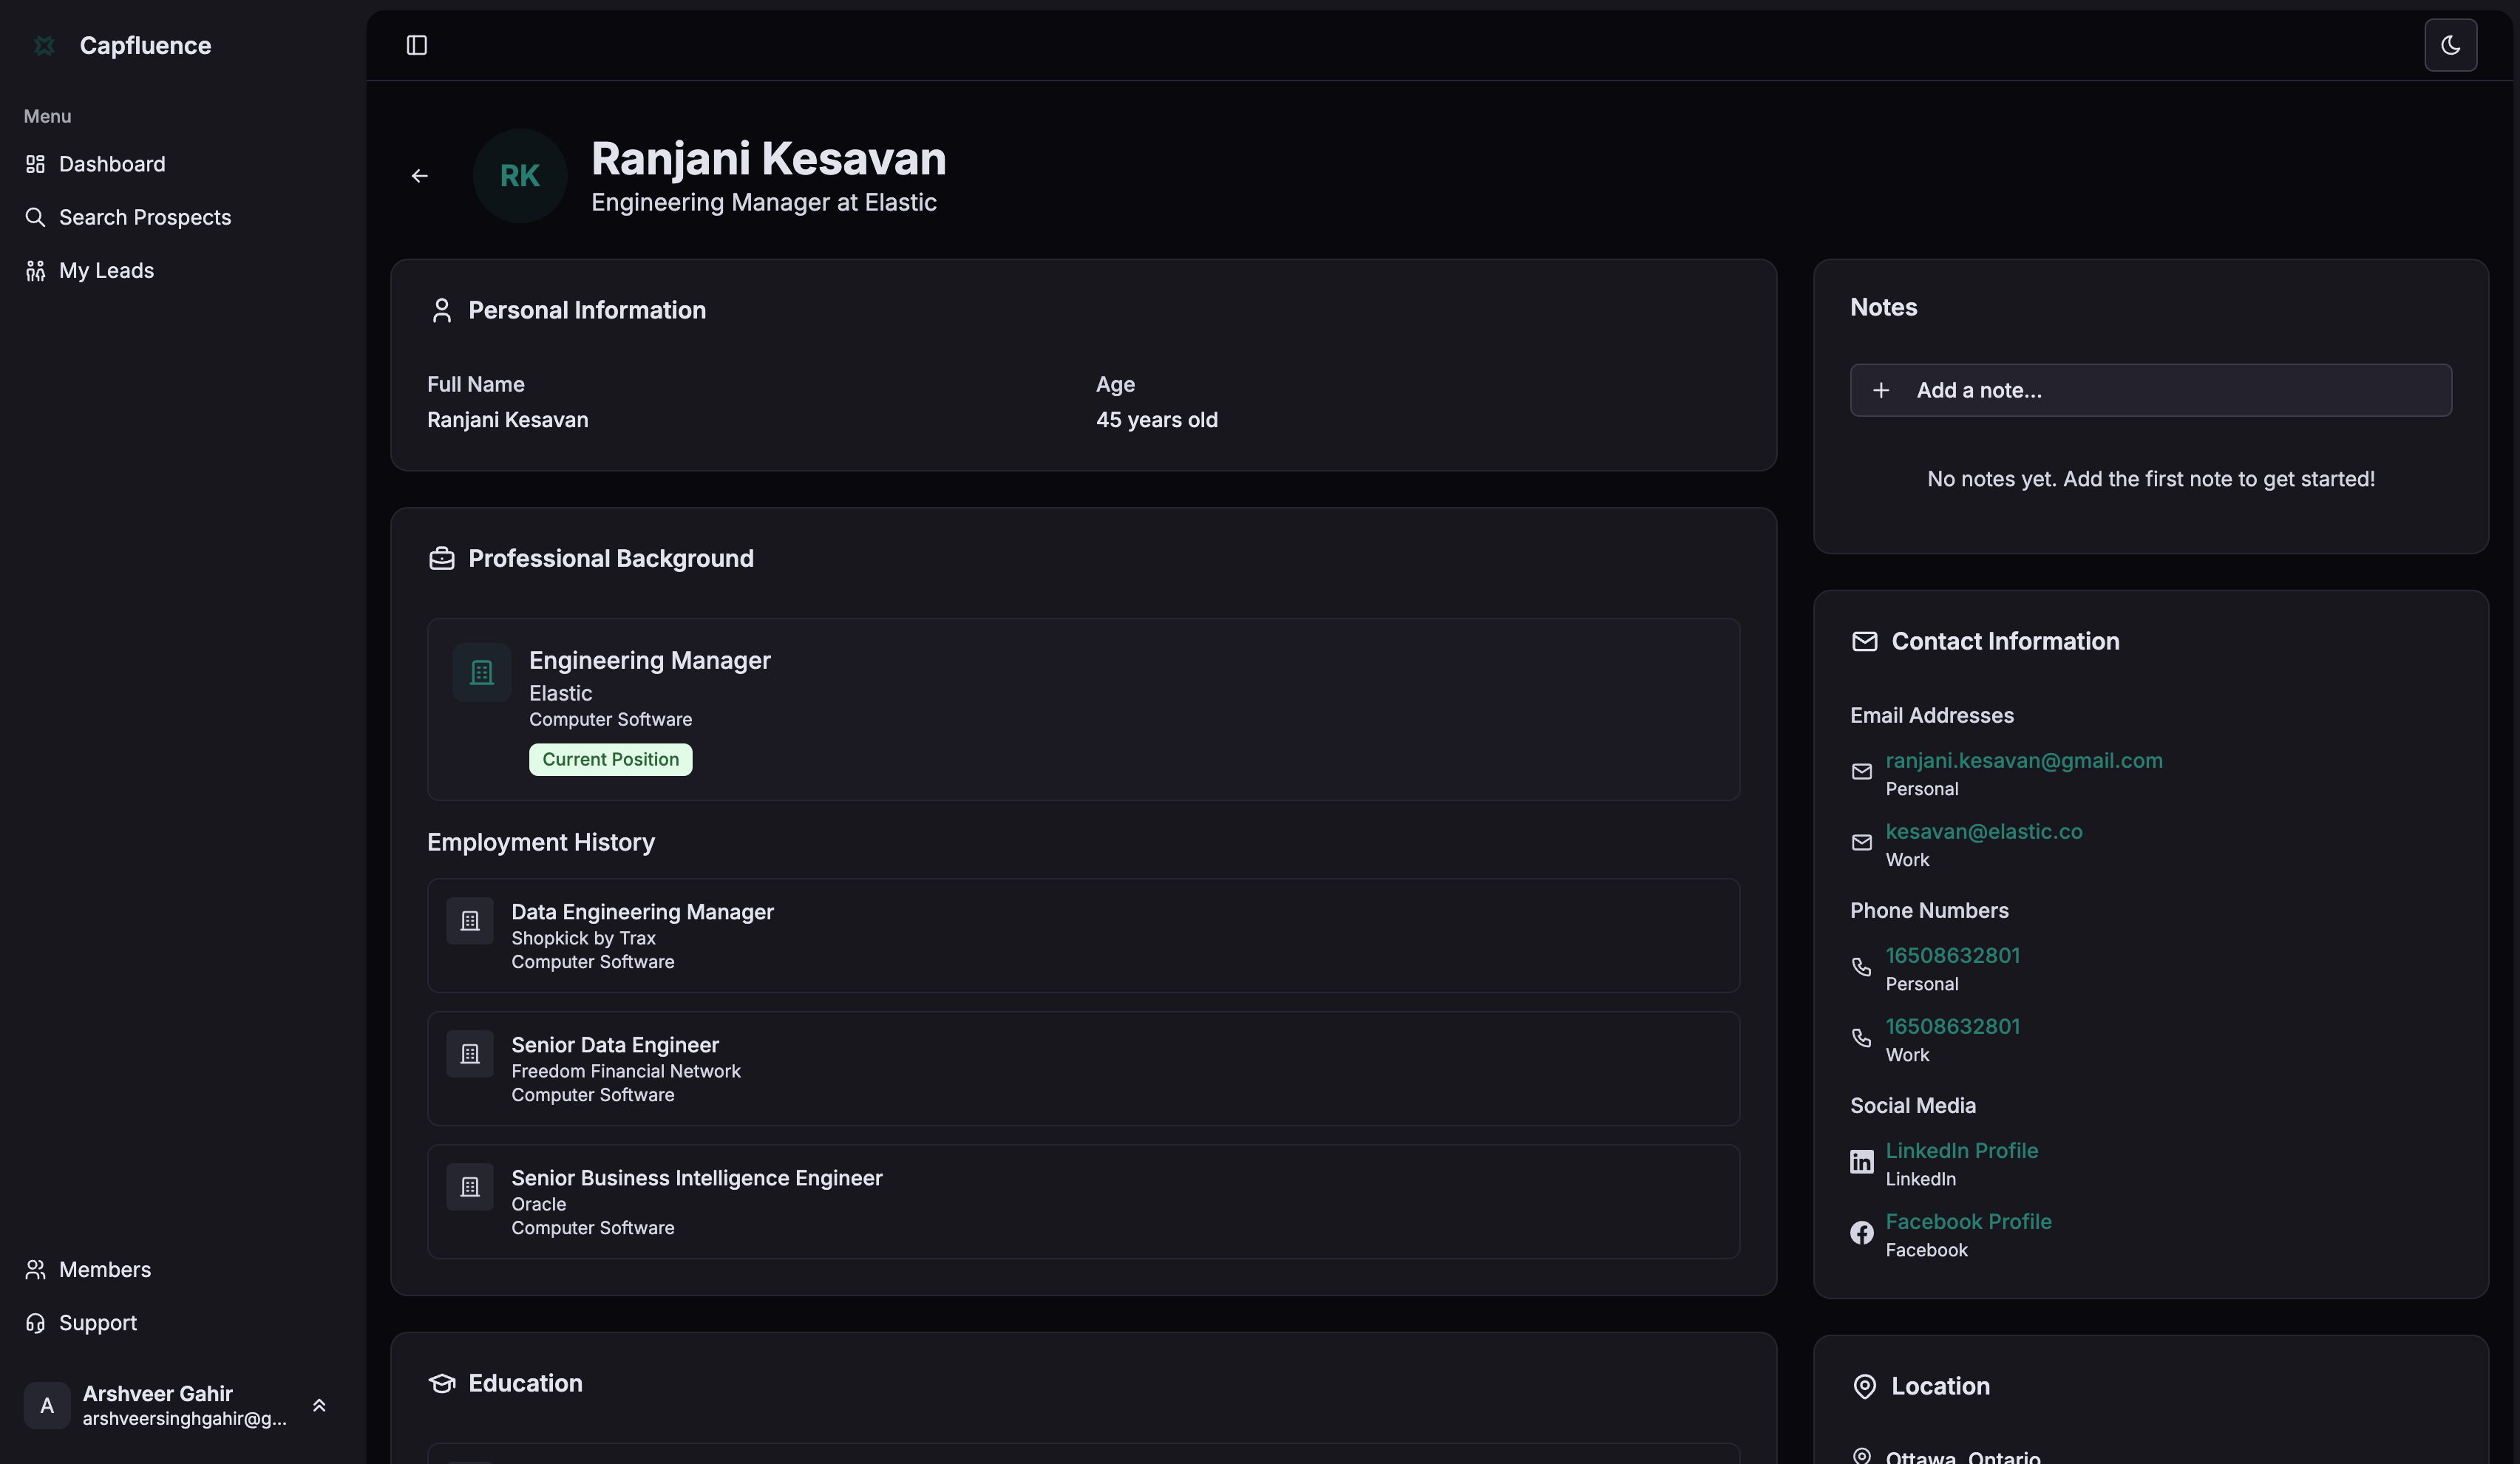 Capfluence
Menu
Dashboard
Search Prospects
My Leads
Members
Support
A
Arshveer Gahir
arshveersinghgahir@g...
RK
Ranjani Kesavan
Engineering Manager at Elastic
Personal Information
Full Name
Ranjani Kesavan
Age
45 years old
Professional Background
Engineering Manager
Elastic
Computer Software
Current Position
Employment History
Data Engineering Manager
Shopkick by Trax
Computer Software
Senior Data Engineer
Freedom Financial Network
Computer Software
Senior Business Intelligence Engineer
Oracle
Computer Software
Education
Notes
Add a note...
No notes yet. Add the first note to get started!
Contact Information
Email Addresses
ranjani.kesavan@gmail.com
Personal
kesavan@elastic.co
Work
Phone Numbers
16508632801
Personal
16508632801
Work
Social Media
LinkedIn Profile
LinkedIn
Facebook Profile
Facebook
Location
Ottawa, Ontario